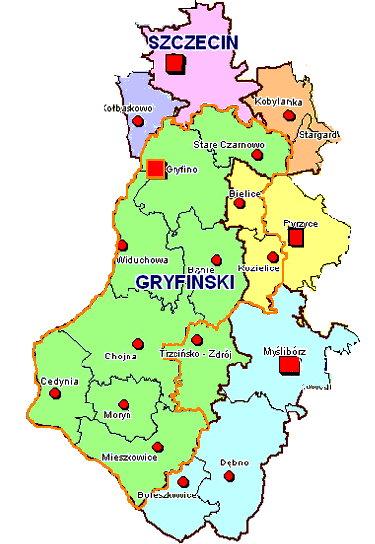 SZCZECIN
Kołbaskowo
Kobylanka
Stargard
Stare Czarnowo
Gryfino
Bielice
Pyrzyce
Widuchowa
Banie
Kozielice
GRYFIŃSKI
Chojna
Trzcińsko - Zdrój
Myślibórz
Cedynia
Moryń
Mieszkowice
Dębno
Boleszkowice